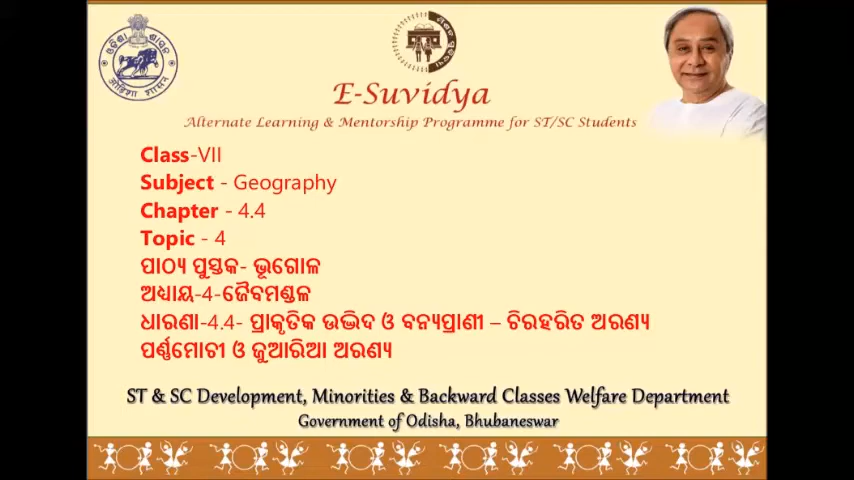 E-Suvidya
Alternate Learning & Mentorship Programme for ST/SC Students
Class-VII
Subject - Geography
Chapter - 4.4
Topic - 4
ପାଠ୍ୟ ପୁସ୍ତକ- ଭୂଗୋଳ
ଅଧ୍ୟାୟ-4-ଜୈବମଣ୍ଡଳ
ଧାରଣା-4.4- ପ୍ରାକୃତିକ ଉଦ୍ଭିଦ ଓ ବନ୍ୟପ୍ରାଣୀ – ଚିରହରିତ ଅରଣ୍ୟ
ପର୍ଣ୍ଣମୋଚୀ ଓ ଜୁଆରିଆ ଅରଣ୍ୟ
ST & SC Development, Minorities & Backward Classes Welfare Department
Government of Odisha, Bhubaneswar